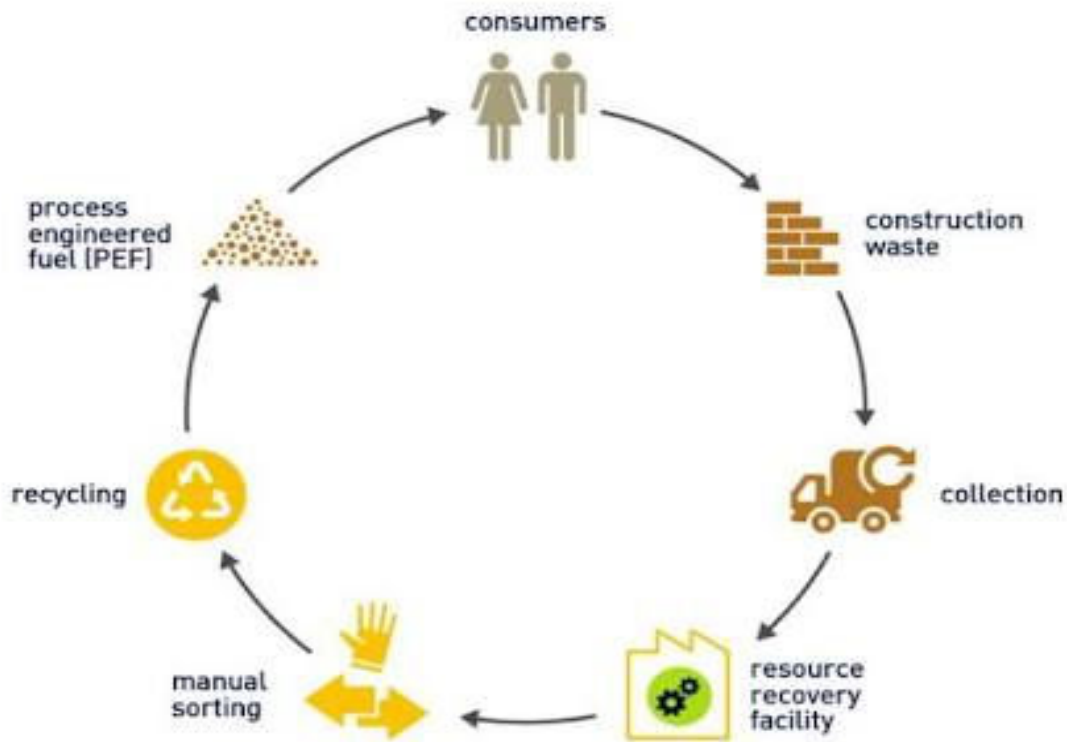 consumers
construction
waste
collection
resource
recovery
facility
manual
sorting
recycling
process
engineered
fuel [PEF]